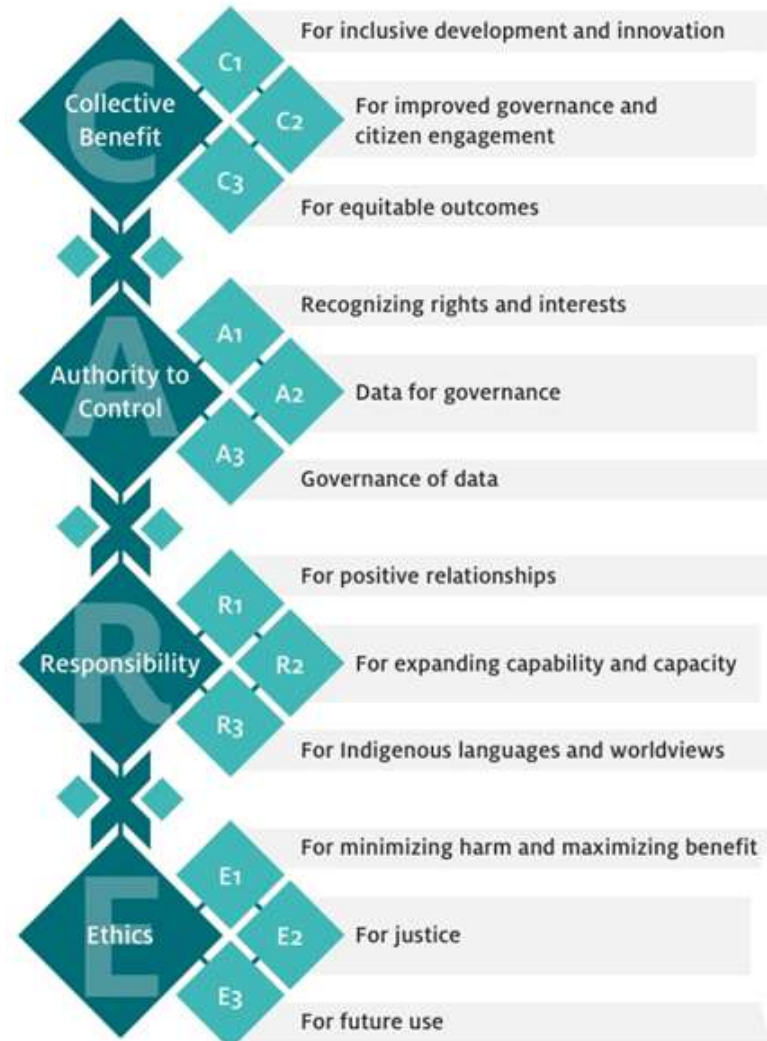 C
Collective
Benefit
C1
For inclusive development and innovation
C2
For improved governance and
citizen engagement
C3
For equitable outcomes
A
Authority to
Control
A1
Recognizing rights and interests
A2
Data for governance
A3
Governance of data
R
Responsibility
R1
For positive relationships
R2
For expanding capability and capacity
R3
For Indigenous languages and worldviews
E
Ethics
E1
For minimizing harm and maximizing benefit
E2
For justice
E3
For future use